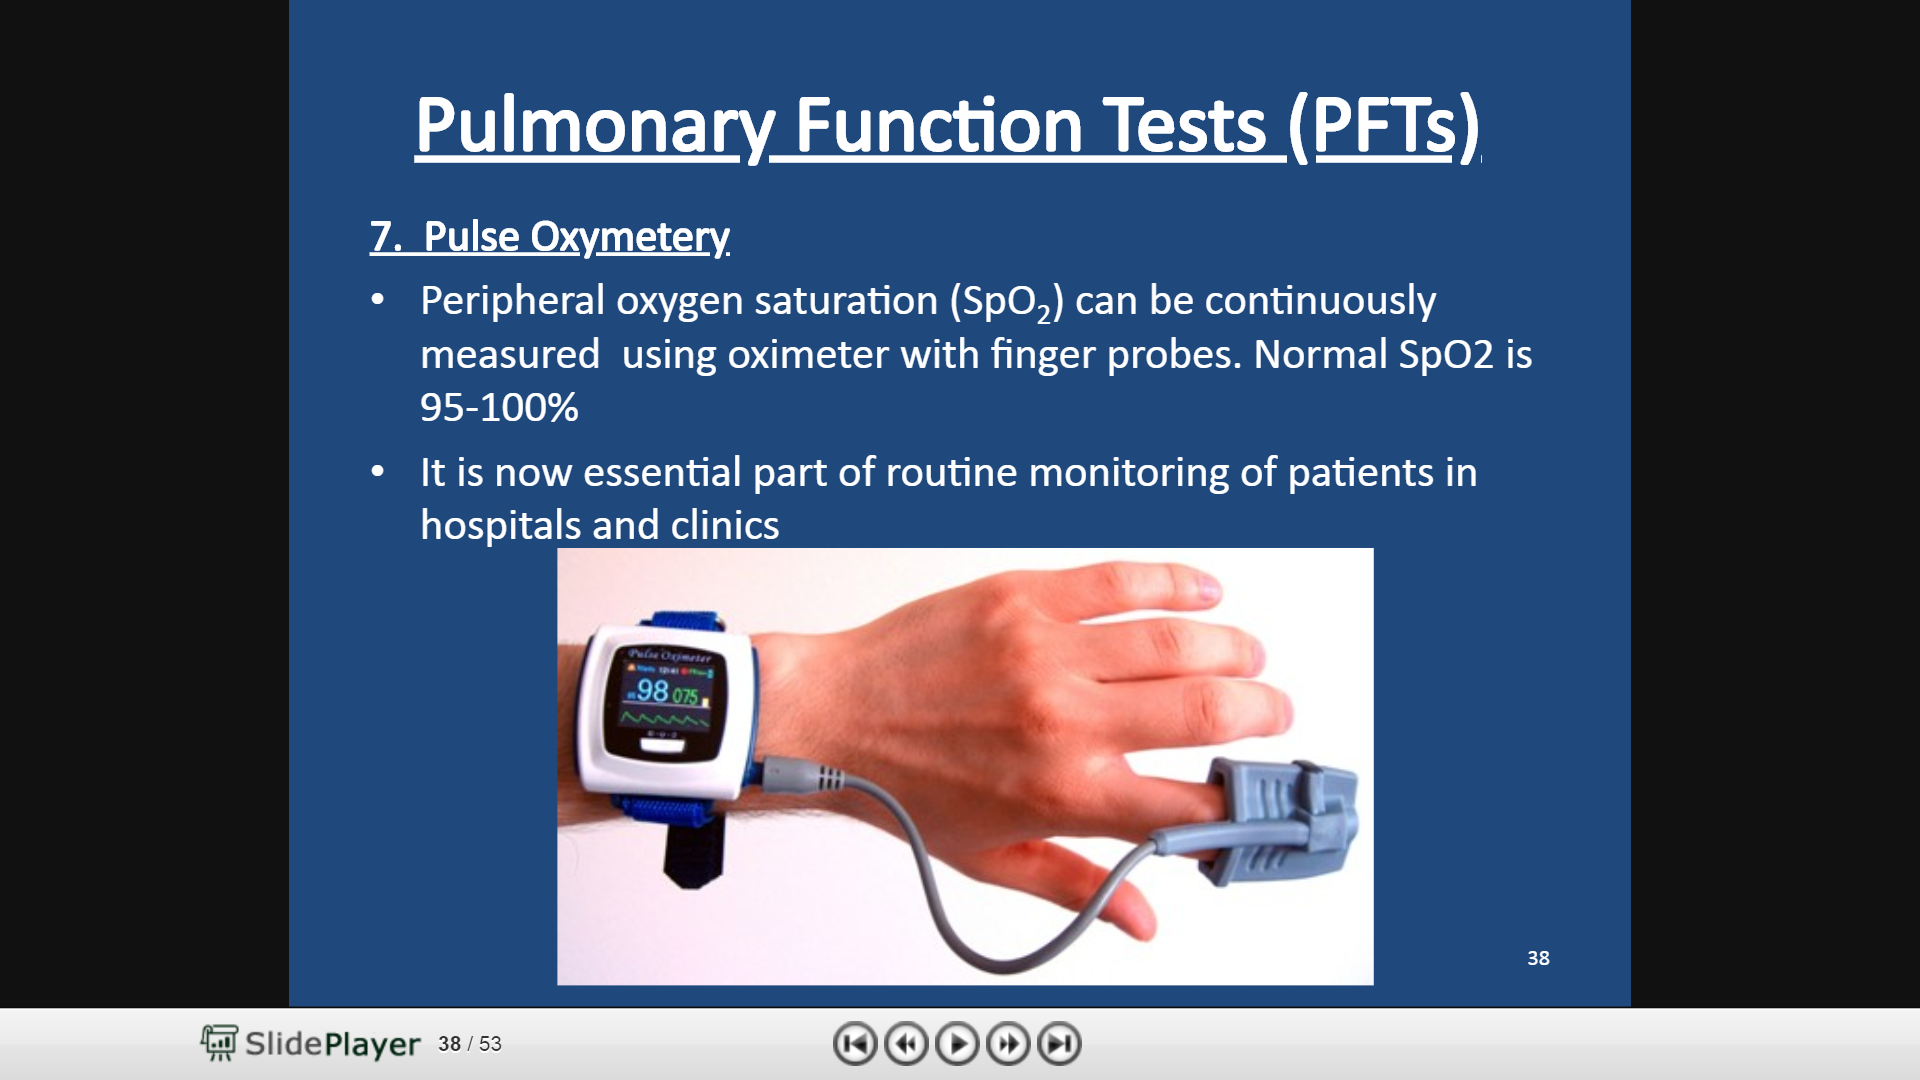 Pulmonary Function Tests (PFTs)
7. Pulse Oxymetery
• Peripheral oxygen saturation (SpO₂) can be continuously
measured  using oximeter with finger probes. Normal SpO2 is
95-100%
• It is now essential part of routine monitoring of patients in
hospitals and clinics
Pulse Oximeter
98 075
38
SlidePlayer 38 / 53